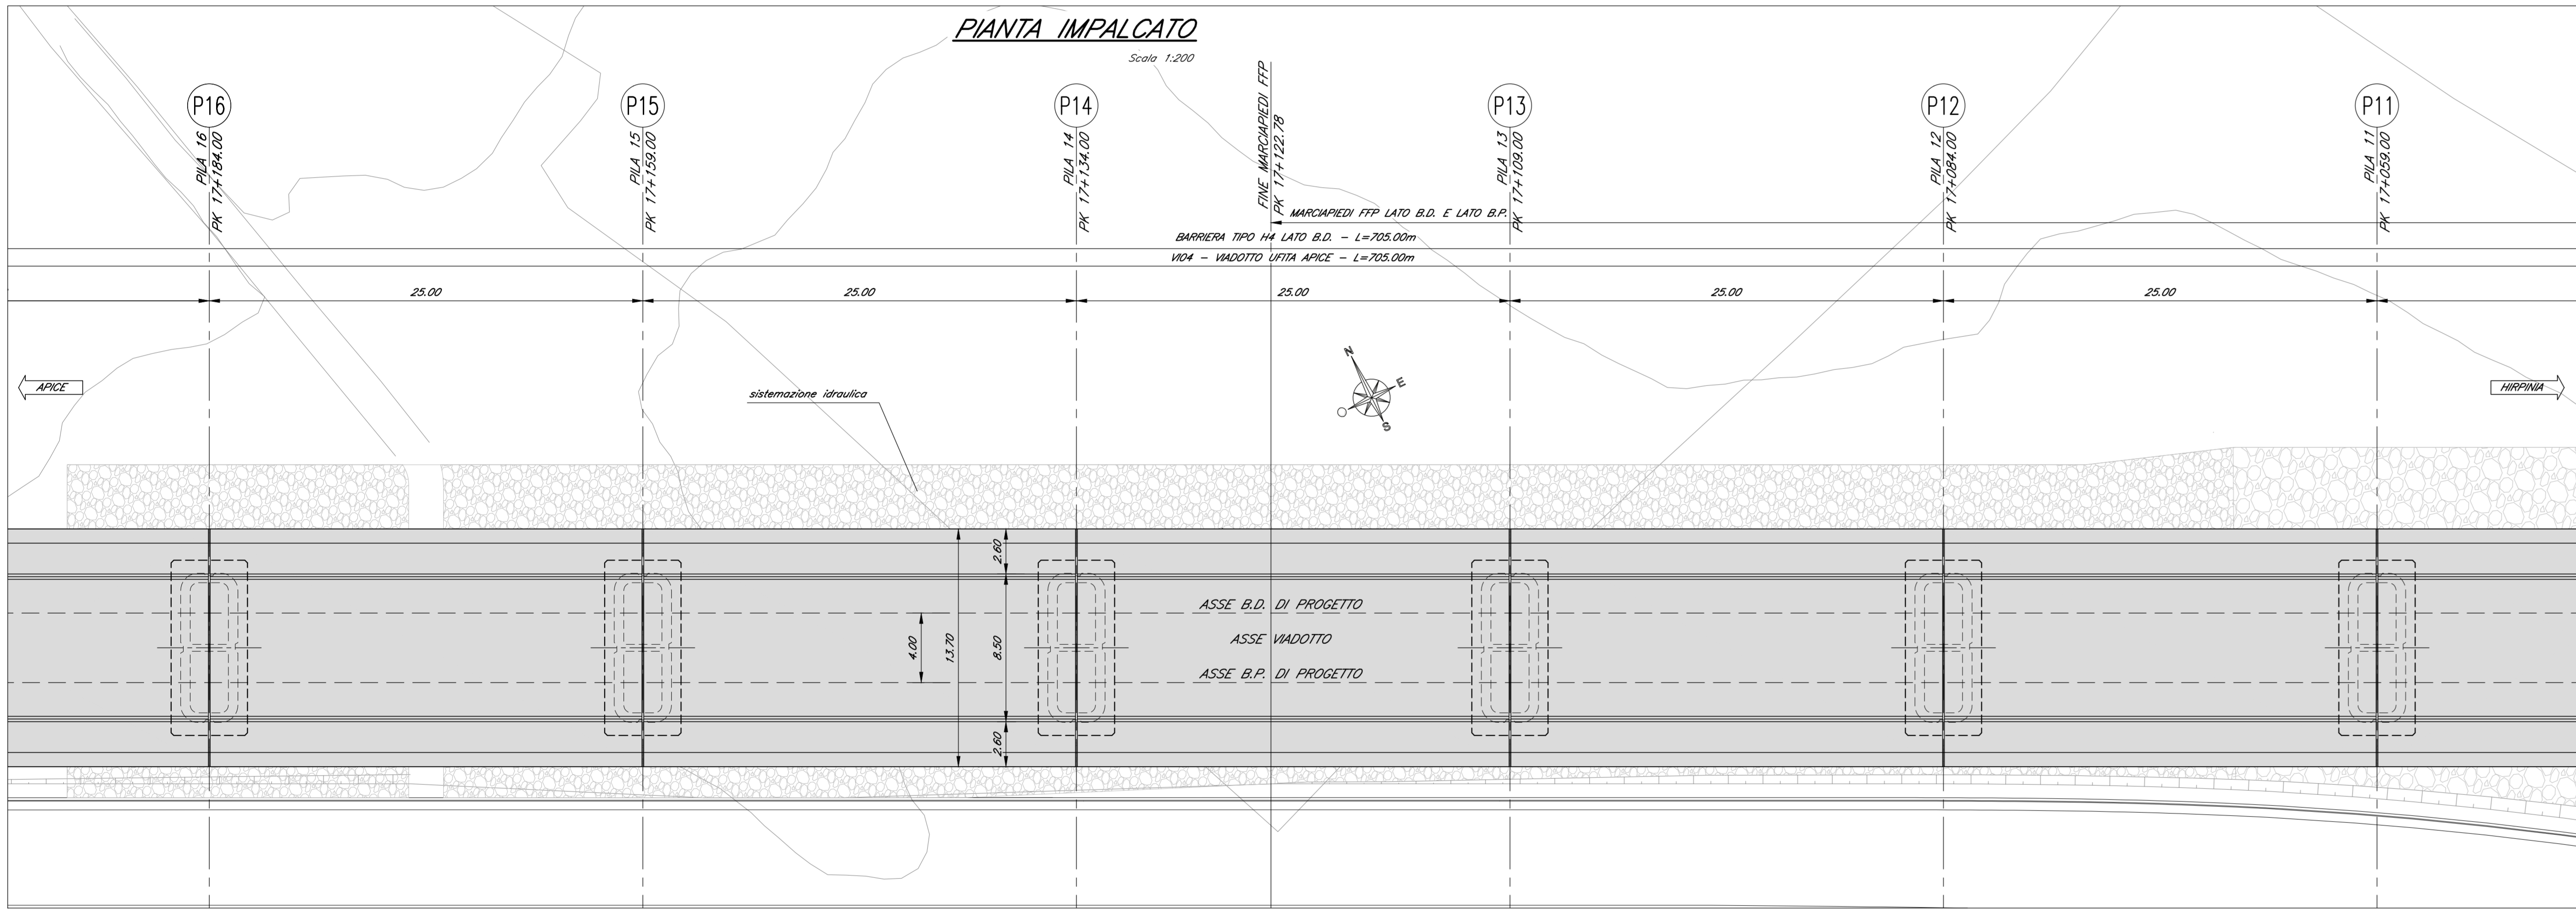 PIANTA IMPALCATO
Scala 1:200
P16
PILA 16
PK 17+184.00
P15
PILA 15
PK 17+159.00
P14
PILA 14
PK 17+134.00
FINE MARCIAPIEDI FFP
PK 17+122.78
P13
PILA 13
PK 17+109.00
P12
PILA 12
PK 17+084.00
P11
PILA 11
PK 17+059.00
MARCIAPIEDI FFP LATO B.D. E LATO B.P.
BARRIERA TIPO H4 LATO B.D. - L=705.00m
VI04 - VIADOTTO UFITA APICE - L=705.00m
25.00
25.00
25.00
25.00
25.00
APICE
sistemazione idraulica
N
E
O
S
HIRPINIA
2.60
4.00
13.70
8.50
2.60
ASSE B.D. DI PROGETTO
ASSE VIADOTTO
ASSE B.P. DI PROGETTO